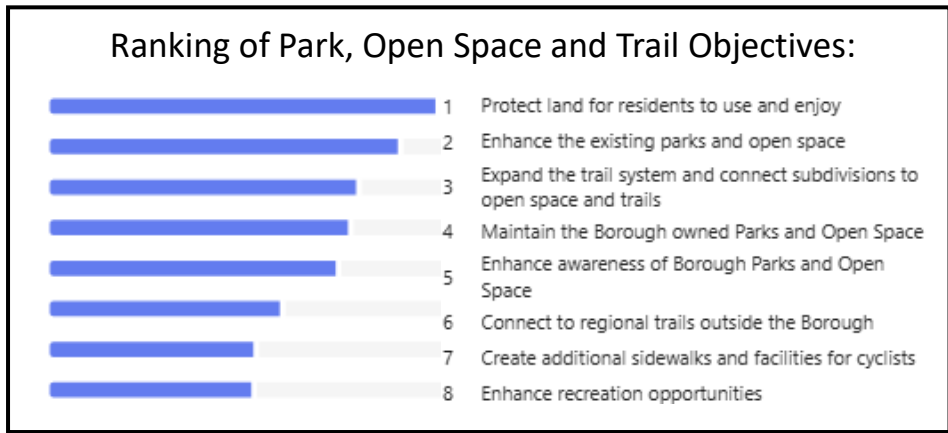 Ranking of Park, Open Space and Trail Objectives:
1 Protect land for residents to use and enjoy
2 Enhance the existing parks and open space
3 Expand the trail system and connect subdivisions to
open space and trails
4 Maintain the Borough owned Parks and Open Space
5 Enhance awareness of Borough Parks and Open
Space
6 Connect to regional trails outside the Borough
7 Create additional sidewalks and facilities for cyclists
8 Enhance recreation opportunities